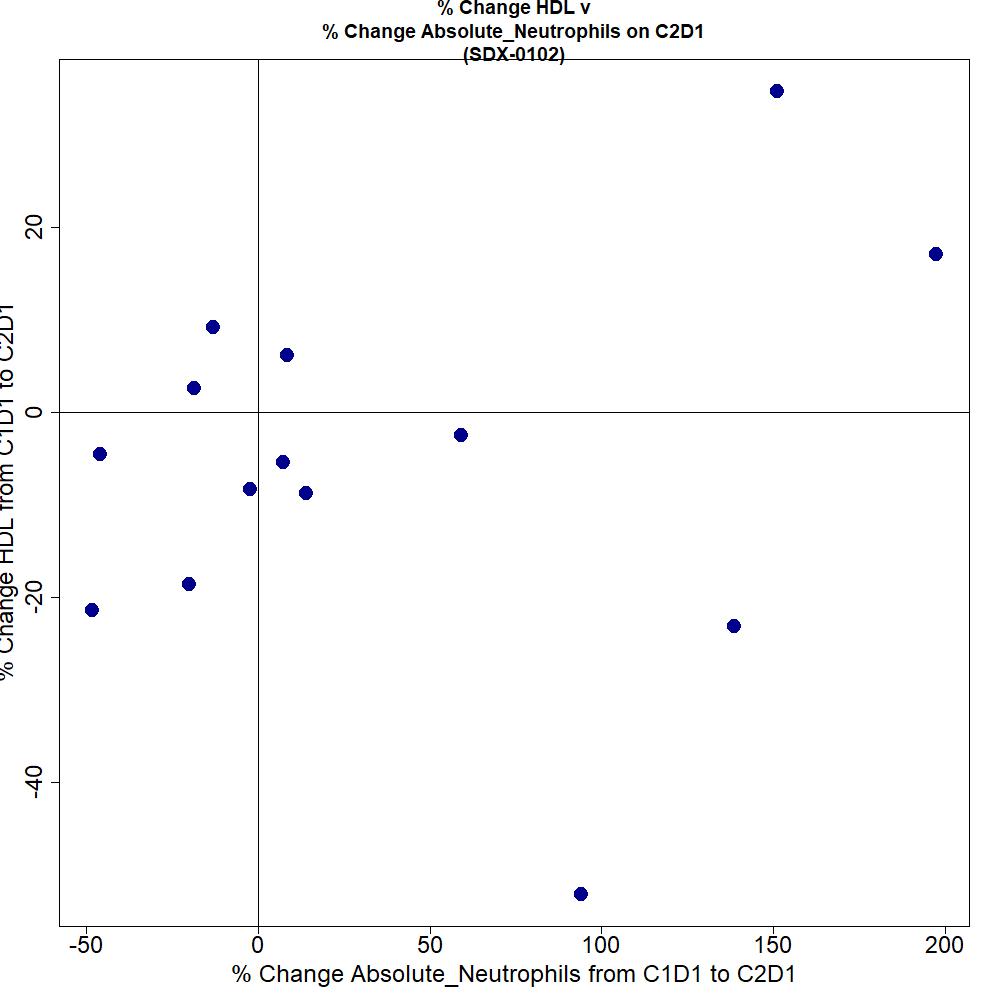 % Change HDL v
% Change Absolute_Neutrophils on C2D1
(SDX-0102)
% Change HDL from C1D1 to C2D1
20
0
-20
-40
-50
0
50
100
150
200
% Change Absolute_Neutrophils from C1D1 to C2D1